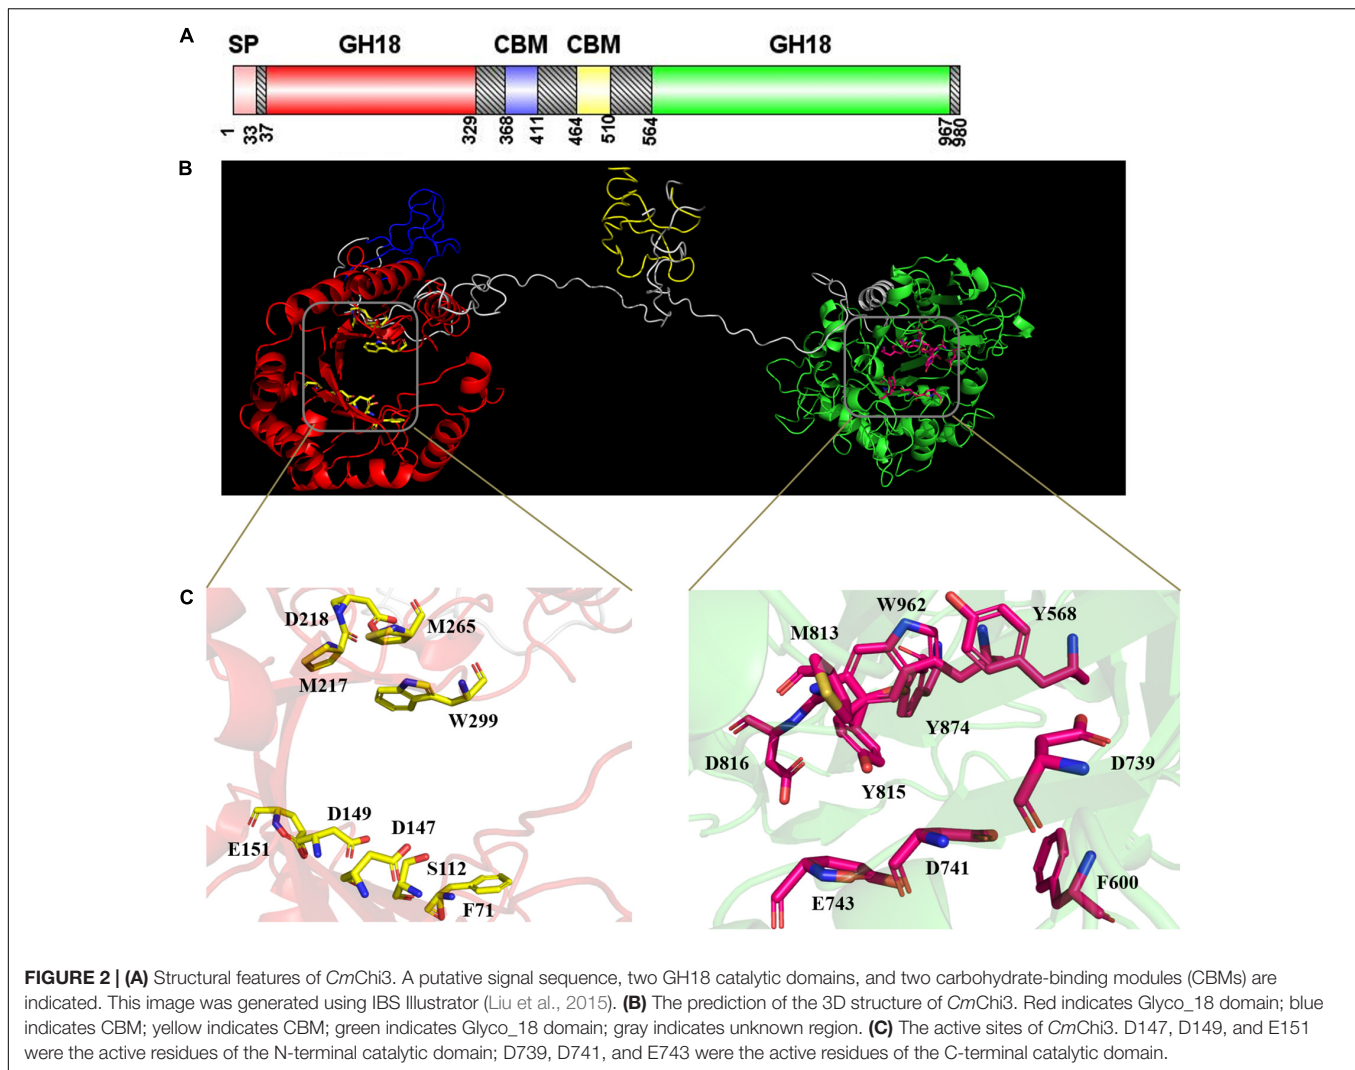 A
SP GH18 CBM CBM GH18
1 33 37 329 368 411 464 510 564 967 980
B
C
D218
M265
M217
W299
D149
D147
E151
S112
F71
W962
Y568
M813
Y874
D816
Y815
D739
D741
E743
F600
FIGURE 2 | (A) Structural features of CmChi3. A putative signal sequence, two GH18 catalytic domains, and two carbohydrate-binding modules (CBMs) are
indicated. This image was generated using IBS Illustrator (Liu et al., 2015). (B) The prediction of the 3D structure of CmChi3. Red indicates Glyco_18 domain; blue
indicates CBM; yellow indicates CBM; green indicates Glyco_18 domain; gray indicates unknown region. (C) The active sites of CmChi3. D147, D149, and E151
were the active residues of the N-terminal catalytic domain; D739, D741, and E743 were the active residues of the C-terminal catalytic domain.